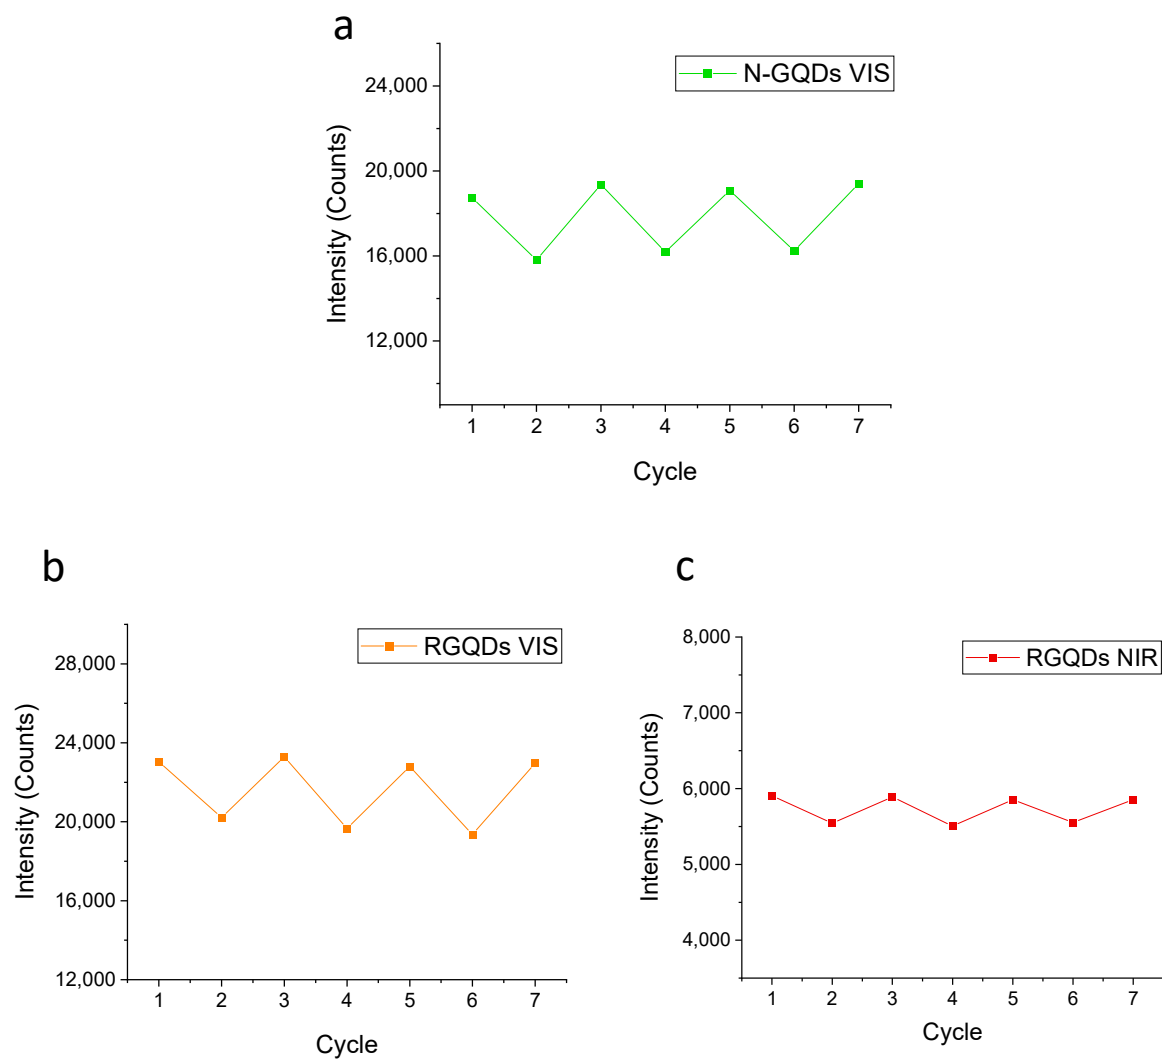 a
N-GQDs VIS
24,000
20,000
16,000
12,000
Intensity (Counts)
1 2 3 4 5 6 7
Cycle
b
RGQDs VIS
28,000
24,000
20,000
16,000
12,000
Intensity (Counts)
1 2 3 4 5 6 7
Cycle
c
RGQDs NIR
8,000
7,000
6,000
5,000
4,000
Intensity (Counts)
1 2 3 4 5 6 7
Cycle